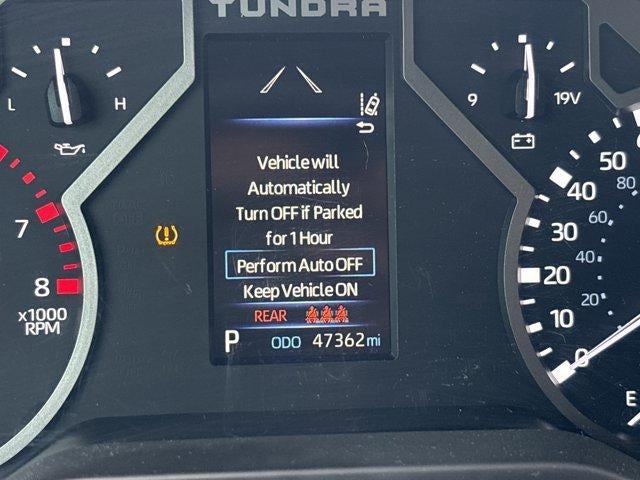 TUNDRA
L H
9 19V
Vehicle will
Automatically
Turn OFF if Parked
for 1 Hour
Perform Auto OFF
Keep Vehicle ON
REAR
P ODO 47362 mi
7
8
x1000
RPM
50
80
40
60
30
40
20
20
10
0
E